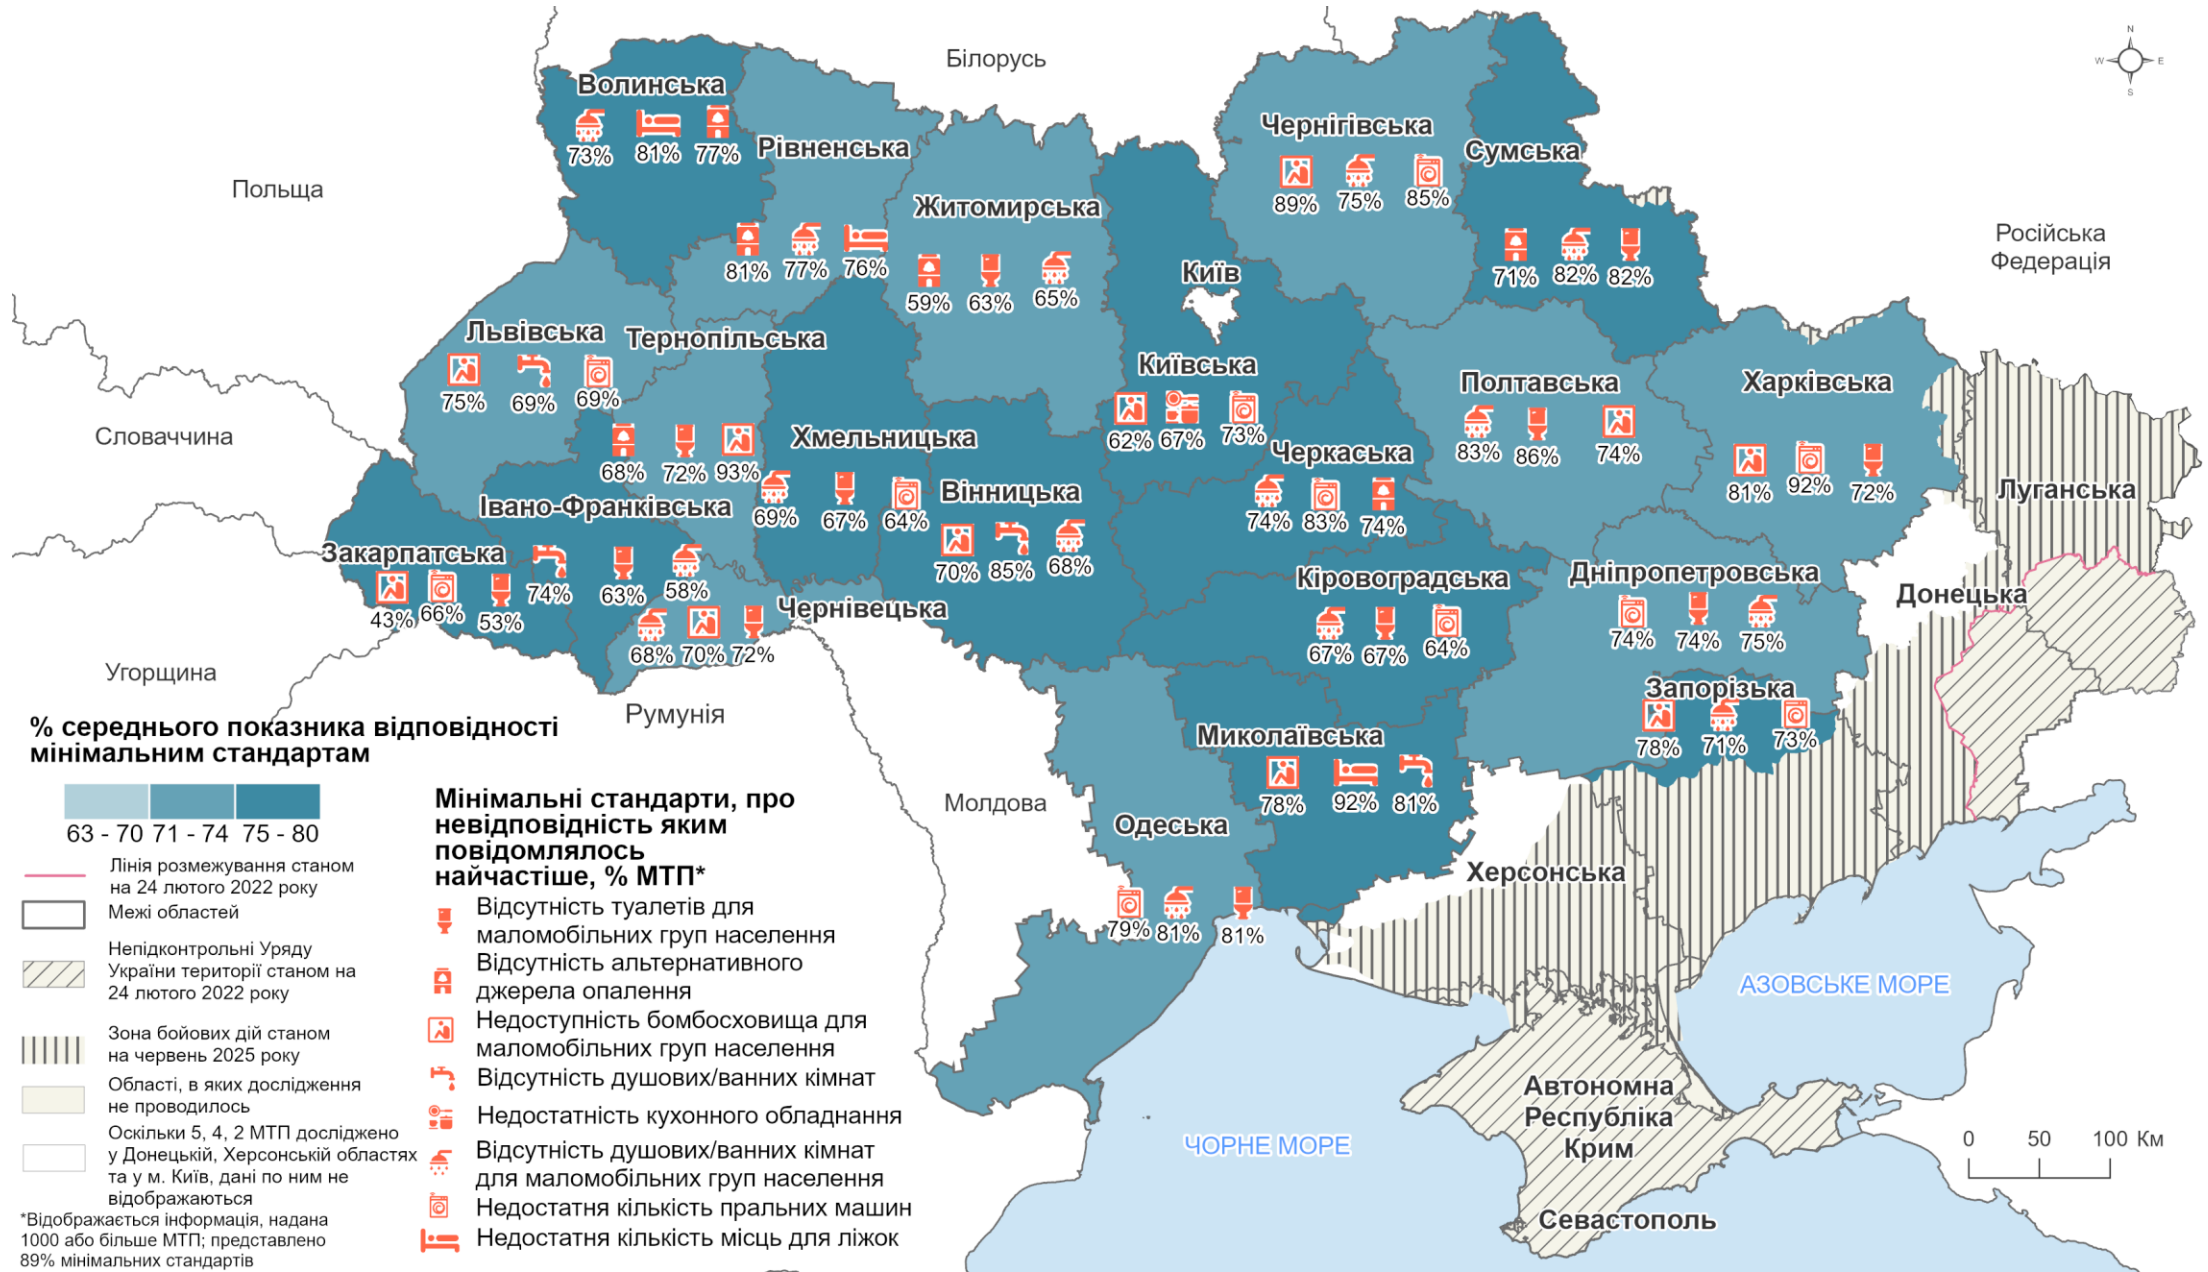 Білорусь
N
W
E
S
Польща
Російська
Федерація
Словаччина
Угорщина
Румунія
Молдова
Волинська
73%
81%
77%
Рівненська
81%
77%
76%
Житомирська
59%
63%
65%
Чернігівська
89%
75%
85%
Сумська
71%
82%
82%
Київ
Київська
62%
67%
73%
Львівська
75%
69%
69%
Тернопільська
68%
72%
93%
Хмельницька
69%
67%
64%
Вінницька
70%
85%
68%
Черкаська
74%
83%
74%
Полтавська
83%
86%
74%
Харківська
81%
92%
72%
Луганська
Донецька
Івано-Франківська
74%
63%
58%
Закарпатська
43%
66%
53%
Чернівецька
68%
70%
72%
Кіровоградська
67%
67%
64%
Дніпропетровська
74%
74%
75%
Запорізька
78%
71%
73%
Миколаївська
78%
92%
81%
Одеська
79%
81%
81%
Херсонська
АЗОВСЬКЕ МОРЕ
ЧОРНЕ МОРЕ
Автономна
Республіка
Крим
Севастополь
0 50 100 Км
% середнього показника відповідності
мінімальним стандартам
63 - 70 71 - 74 75 - 80
Лінія розмежування станом
на 24 лютого 2022 року
Межі областей
Непідконтрольні Уряду
України території станом на
24 лютого 2022 року
Зона бойових дій станом
на червень 2025 року
Області, в яких дослідження
не проводилось
Оскільки 5, 4, 2 МТП досліджено
у Донецькій, Херсонській областях
та у м. Київ, дані по ним не
відображаються
*Відображається інформація, надана
1000 або більше МТП; представлено
89% мінімальних стандартів
Мінімальні стандарти, про
невідповідність яким
повідомлялось
найчастіше, % МТП*
Відсутність туалетів для
маломобільних груп населення
Відсутність альтернативного
джерела опалення
Недоступність бомбосховища для
маломобільних груп населення
Відсутність душових/ванних кімнат
Недостатність кухонного обладнання
Відсутність душових/ванних кімнат
для маломобільних груп населення
Недостатня кількість пральних машин
Недостатня кількість місць для ліжок